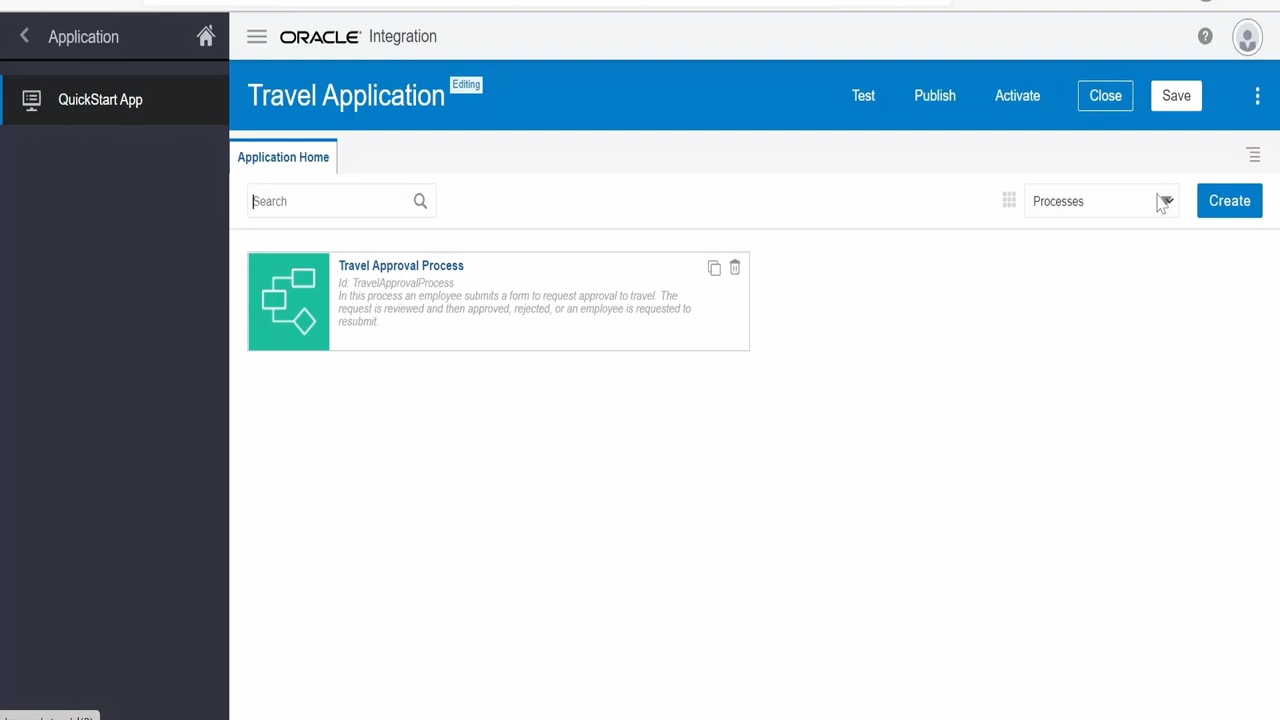 Application
ORACLE Integration
QuickStart App
Travel Application Editing
Test Publish Activate Close Save
Application Home
Search
Processes
Create
Travel Approval Process
Id: TravelApprovalProcess
In this process an employee submits a form to request approval to travel. The
request is reviewed and then approved, rejected, or an employee is requested to
resubmit.